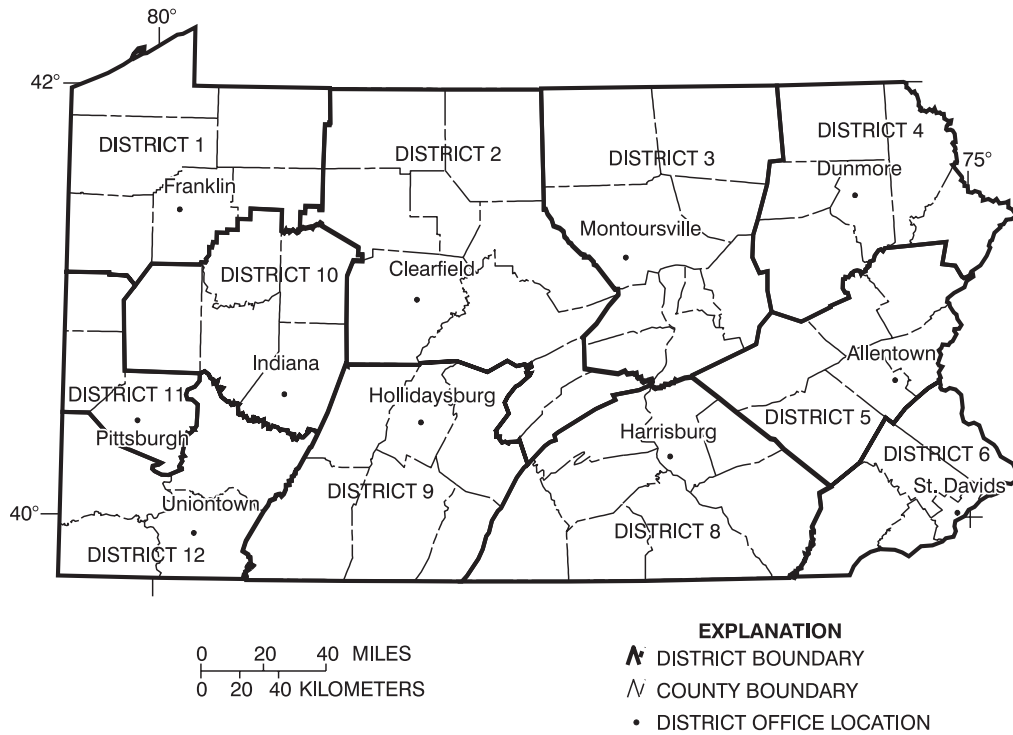 80°
42°
DISTRICT 1
DISTRICT 2
DISTRICT 3
DISTRICT 4
75°
Franklin
Dunmore
Montoursville
DISTRICT 10
Clearfield
Indiana
Allentown
DISTRICT 11
Hollidaysburg
Pittsburgh
Harrisburg
DISTRICT 5
DISTRICT 6
St. Davids
DISTRICT 9
Uniontown
40°
DISTRICT 8
DISTRICT 12
EXPLANATION
0 20 40 MILES
0 20 40 KILOMETERS
DISTRICT BOUNDARY
COUNTY BOUNDARY
DISTRICT OFFICE LOCATION